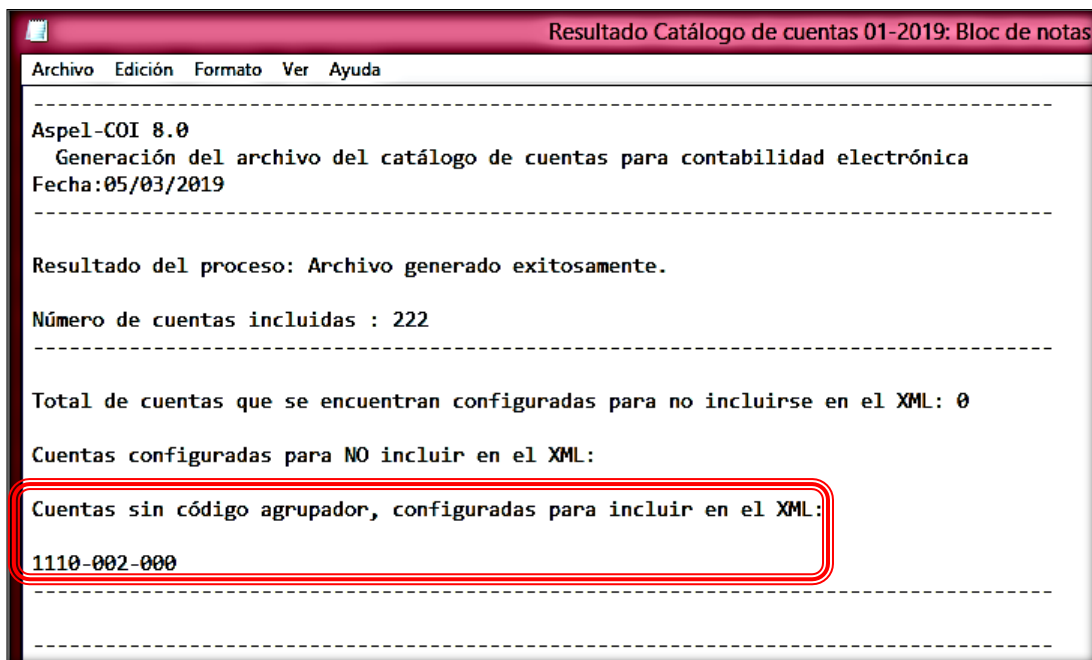 Resultado Catálogo de cuentas 01-2019: Bloc de notas
Archivo Edición Formato Ver Ayuda
--------------------------------------------------------------------------------
Aspel-COI 8.0
Generación del archivo del catálogo de cuentas para contabilidad electrónica
Fecha:05/03/2019
--------------------------------------------------------------------------------
Resultado del proceso: Archivo generado exitosamente.
Número de cuentas incluidas : 222
--------------------------------------------------------------------------------
Total de cuentas que se encuentran configuradas para no incluirse en el XML: 0
Cuentas configuradas para NO incluir en el XML:
Cuentas sin código agrupador, configuradas para incluir en el XML:
1110-002-000
--------------------------------------------------------------------------------
--------------------------------------------------------------------------------